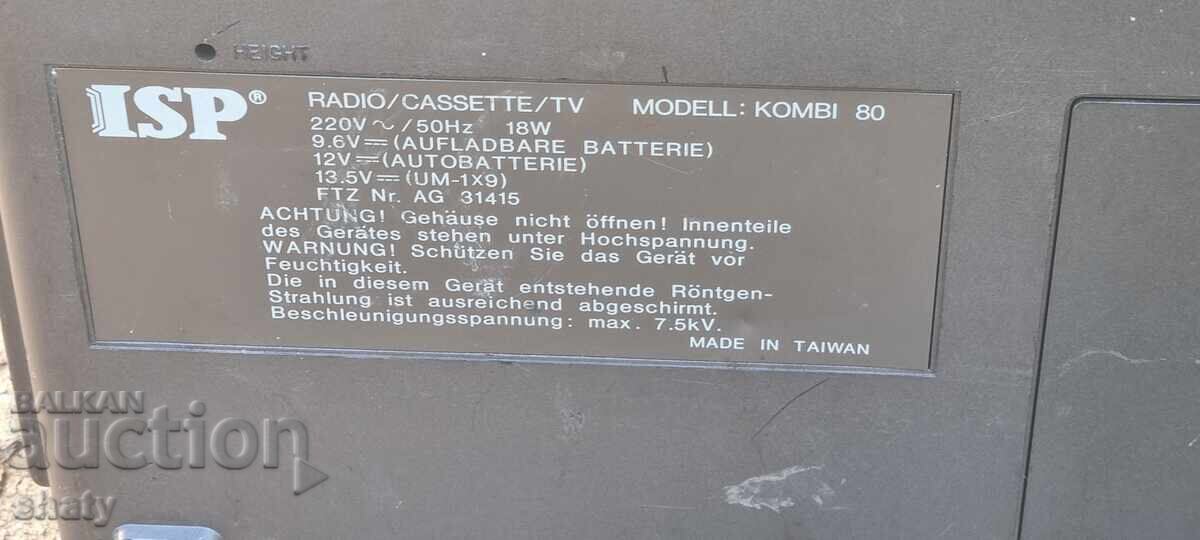 HEIGHT
ISP® RADIO/CASSETTE/TV MODELL: KOMBI 80
220V ~ /50Hz 18W
9.6V⎓(AUFLADBARE BATTERIE)
12V⎓(AUTOBATTERIE)
13.5V⎓(UM-1X9)
FTZ Nr. AG 31415
ACHTUNG! Gehäuse nicht öffnen! Innenteile
des Gerätes stehen unter Hochspannung.
WARNUNG! Schützen Sie das Gerät vor
Feuchtigkeit.
Die in diesem Gerät entstehende Röntgen-
Strahlung ist ausreichend abgeschirmt.
Beschleunigungsspannung: max. 7.5kV.
MADE IN TAIWAN
BALKAN
auction
shaty